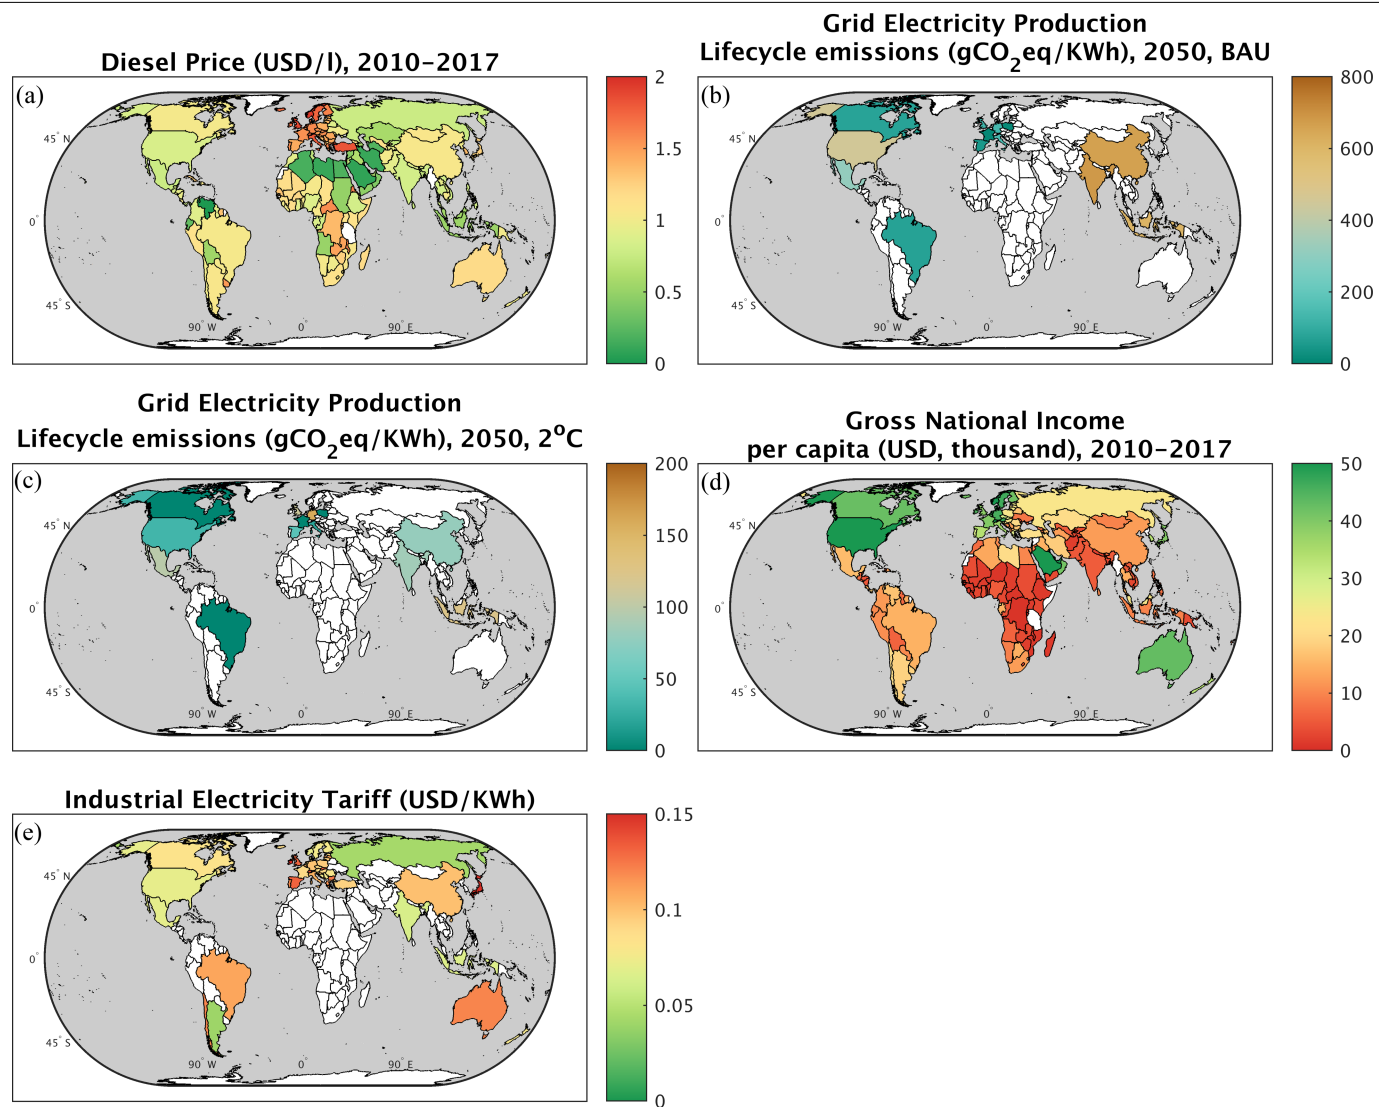 Diesel Price (USD/l), 2010–2017
(a)
45° N
0°
45° S
90° W
0°
90° E
2
1.5
1
0.5
0
Grid Electricity Production
Lifecycle emissions (gCO2eq/KWh), 2050, BAU
(b)
45° N
0°
45° S
90° W
0°
90° E
800
600
400
200
0
Grid Electricity Production
Lifecycle emissions (gCO2eq/KWh), 2050, 2°C
(c)
45° N
0°
45° S
90° W
0°
90° E
200
150
100
50
0
Gross National Income
per capita (USD, thousand), 2010–2017
(d)
45° N
0°
45° S
90° W
0°
90° E
50
40
30
20
10
0
Industrial Electricity Tariff (USD/KWh)
(e)
45° N
0°
45° S
90° W
0°
90° E
0.15
0.1
0.05
0